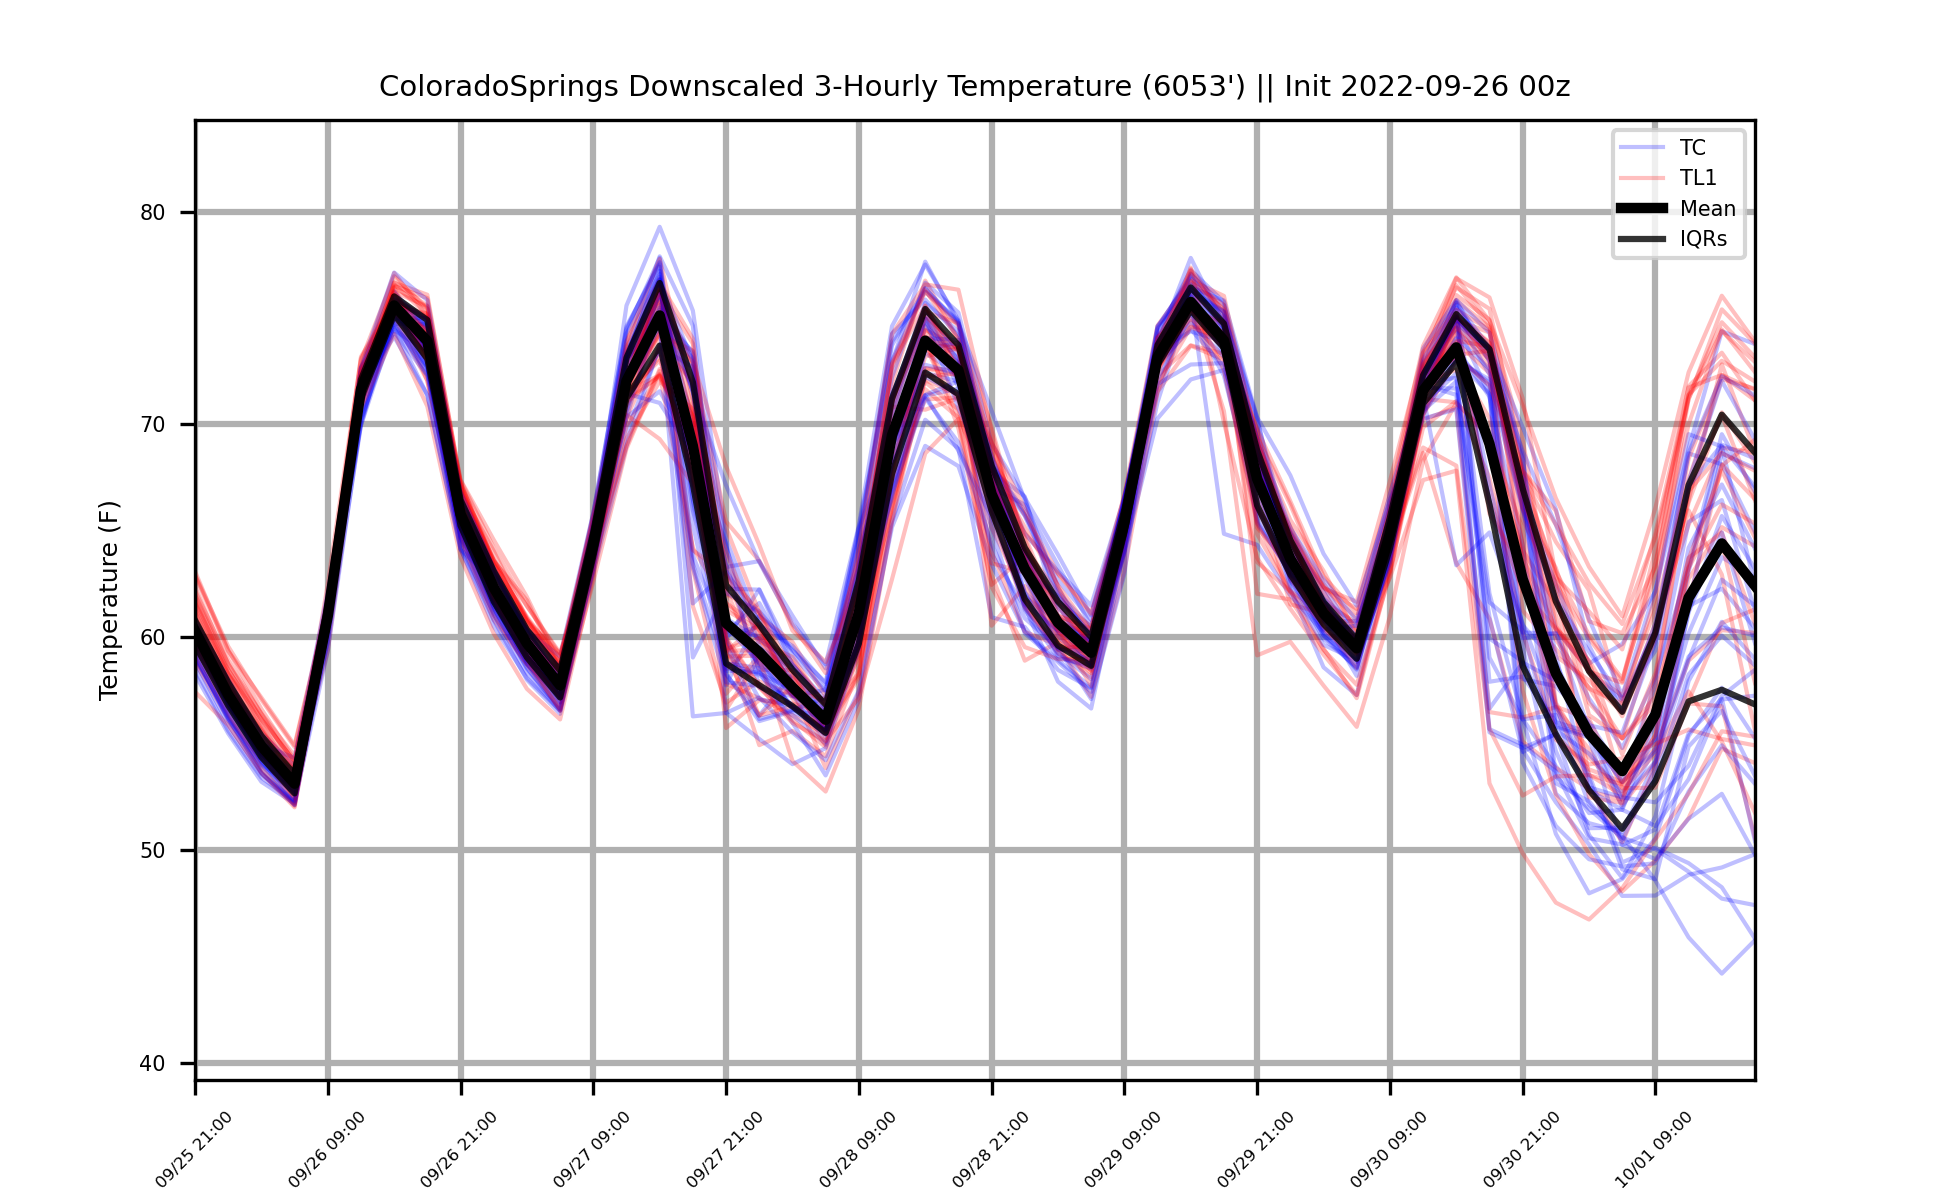 ColoradoSprings Downscaled 3-Hourly Temperature (6053') || Init 2022-09-26 00z
TC
TL1
Mean
IQRs
Temperature (F)
80
70
60
50
40
09/25 21:00
09/26 09:00
09/26 21:00
09/27 09:00
09/27 21:00
09/28 09:00
09/28 21:00
09/29 09:00
09/29 21:00
09/30 09:00
09/30 21:00
10/01 09:00